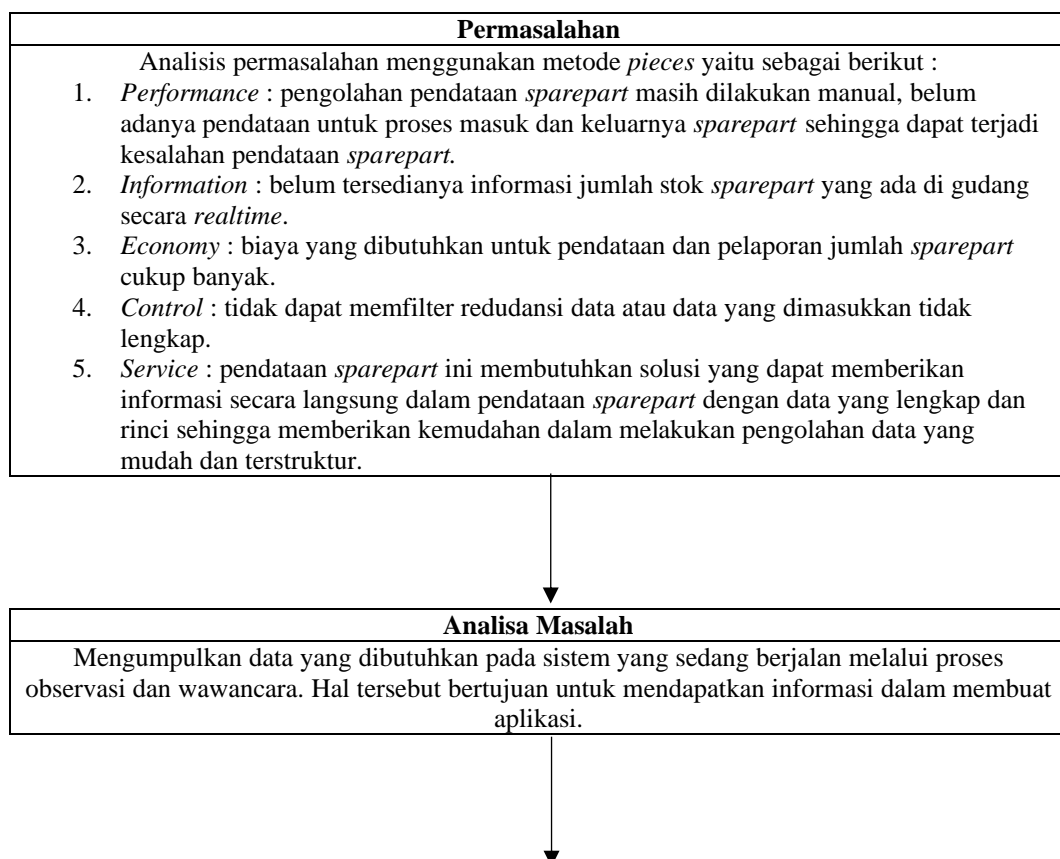 Permasalahan
Analisis permasalahan menggunakan metode pieces yaitu sebagai berikut :
1. Performance : pengolahan pendataan sparepart masih dilakukan manual, belum
adanya pendataan untuk proses masuk dan keluarnya sparepart sehingga dapat terjadi
kesalahan pendataan sparepart.
2. Information : belum tersedianya informasi jumlah stok sparepart yang ada di gudang
secara realtime.
3. Economy : biaya yang dibutuhkan untuk pendataan dan pelaporan jumlah sparepart
cukup banyak.
4. Control : tidak dapat memfilter redudansi data atau data yang dimasukkan tidak
lengkap.
5. Service : pendataan sparepart ini membutuhkan solusi yang dapat memberikan
informasi secara langsung dalam pendataan sparepart dengan data yang lengkap dan
rinci sehingga memberikan kemudahan dalam melakukan pengolahan data yang
mudah dan terstruktur.
Analisa Masalah
Mengumpulkan data yang dibutuhkan pada sistem yang sedang berjalan melalui proses
observasi dan wawancara. Hal tersebut bertujuan untuk mendapatkan informasi dalam membuat
aplikasi.